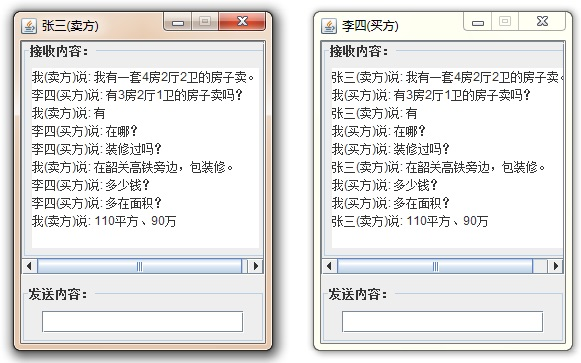 张三(卖方)
接收内容：
我(卖方)说: 我有一套4房2厅2卫的房子卖。
李四(买方)说: 有3房2厅1卫的房子卖吗？
我(卖方)说: 有
李四(买方)说: 在哪？
李四(买方)说: 装修过吗？
我(卖方)说: 在韶关高铁旁边，包装修。
李四(买方)说: 多少钱？
李四(买方)说: 多在面积？
我(卖方)说: 110平方、90万
发送内容：
李四(买方)
接收内容：
张三(卖方)说: 我有一套4房2厅2卫的房子卖
我(买方)说: 有3房2厅1卫的房子卖吗？
张三(卖方)说: 有
我(买方)说: 在哪？
我(买方)说: 装修过吗？
张三(卖方)说: 在韶关高铁旁边，包装修。
我(买方)说: 多少钱？
我(买方)说: 多在面积？
张三(卖方)说: 110平方、90万
发送内容：